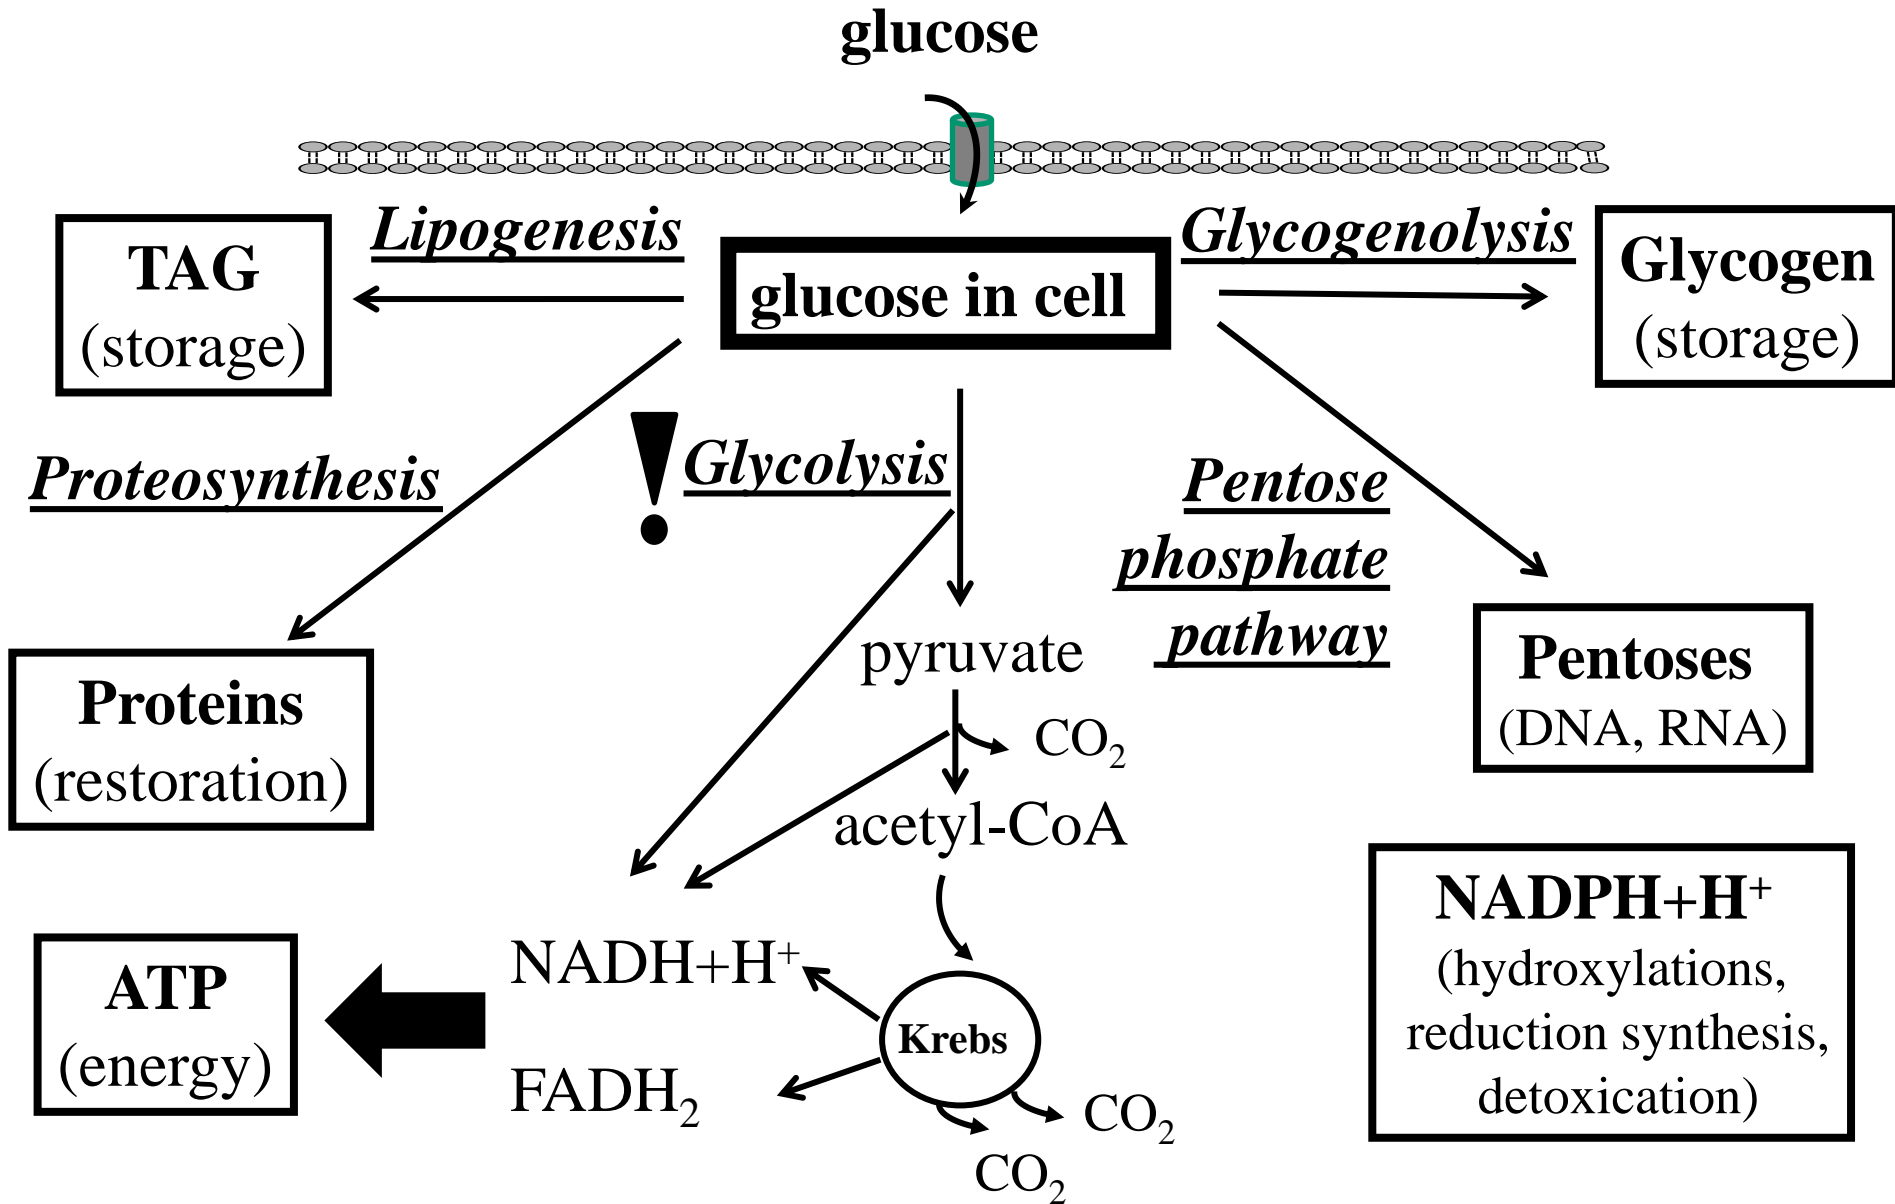 glucose
Lipogenesis
Glycogenolysis
TAG
(storage)
glucose in cell
Glycogen
(storage)
Proteosynthesis
!
Glycolysis
Pentose
phosphate
pathway
Proteins
(restoration)
pyruvate
CO₂
acetyl-CoA
Pentoses
(DNA, RNA)
NADPH+H⁺
(hydroxylations,
reduction synthesis,
detoxication)
ATP
(energy)
NADH+H⁺
FADH₂
Krebs
CO₂
CO₂